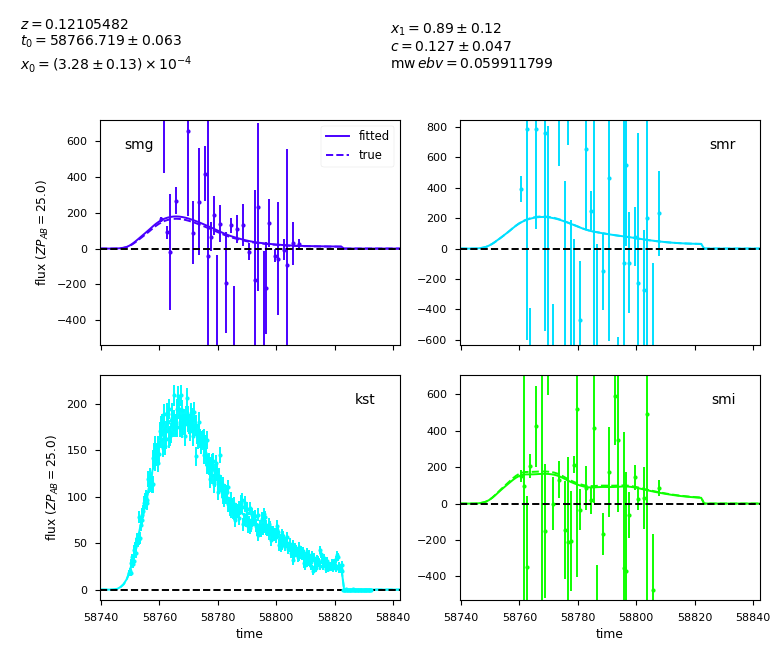 z = 0.12105482
t₀ = 58766.719 ± 0.063
x₀ = (3.28 ± 0.13) × 10⁻⁴
x₁ = 0.89 ± 0.12
c = 0.127 ± 0.047
mw ebv = 0.059911799
smg
fitted
true
600
400
200
0
−200
−400
flux (ZP_AB = 25.0)
smr
800
600
400
200
0
−200
−400
−600
kst
200
150
100
50
0
flux (ZP_AB = 25.0)
58740 58760 58780 58800 58820 58840
time
smi
600
400
200
0
−200
−400
58740 58760 58780 58800 58820 58840
time